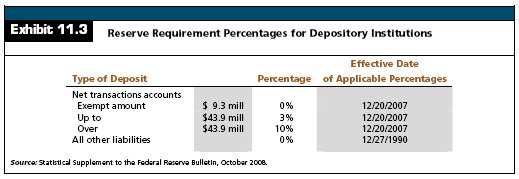 Exhibit 11.3 Reserve Requirement Percentages for Depository Institutions
Effective Date
Type of Deposit Percentage of Applicable Percentages
Net transactions accounts
Exempt amount $ 9.3 mill 0% 12/20/2007
Up to $43.9 mill 3% 12/20/2007
Over $43.9 mill 10% 12/20/2007
All other liabilities 0% 12/27/1990
Source: Statistical Supplement to the Federal Reserve Bulletin, October 2008.